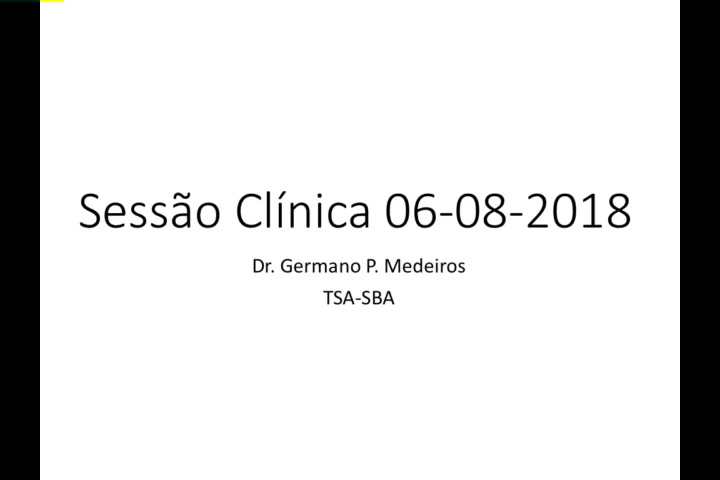 Sessão Clínica 06-08-2018
Dr. Germano P. Medeiros
TSA-SBA